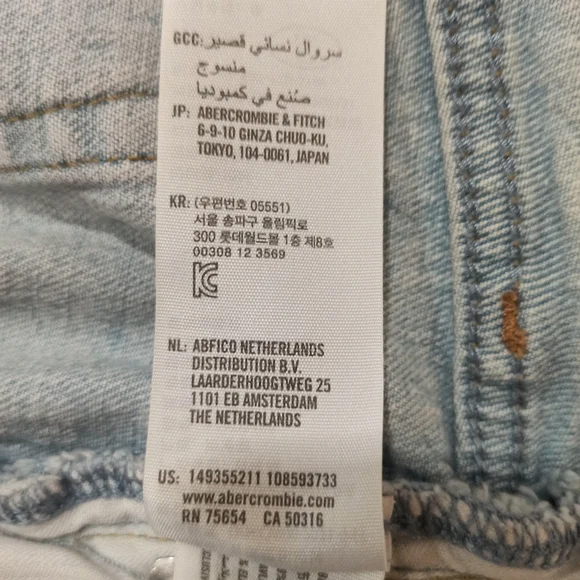 GCC: سروال نسائي قصير
منسوج
صُنع في كمبوديا
JP: ABERCROMBIE & FITCH
6-9-10 GINZA CHUO-KU,
TOKYO, 104-0061, JAPAN
KR: (우편번호 05551)
서울 송파구 올림픽로
300 롯데월드몰 1층 제8호
00308 12 3569
NL: ABFICO NETHERLANDS
DISTRIBUTION B.V.
LAARDERHOOGTWEG 25
1101 EB AMSTERDAM
THE NETHERLANDS
US: 149355211 108593733
www.abercrombie.com
RN 75654 CA 50316